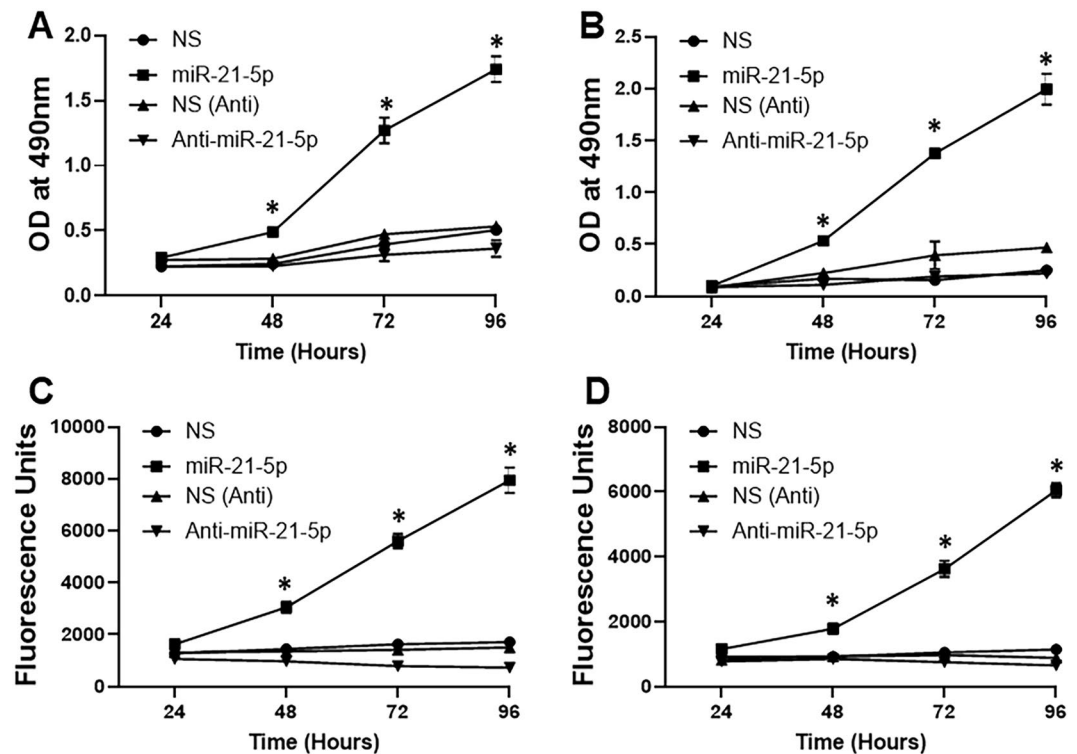 A
2.0
1.5
1.0
0.5
0.0
OD at 490nm
NS
miR-21-5p
NS (Anti)
Anti-miR-21-5p
*
*
*
24 48 72 96
Time (Hours)
B
2.5
2.0
1.5
1.0
0.5
0.0
OD at 490nm
NS
miR-21-5p
NS (Anti)
Anti-miR-21-5p
*
*
*
24 48 72 96
Time (Hours)
C
10000
8000
6000
4000
2000
0
Fluorescence Units
NS
miR-21-5p
NS (Anti)
Anti-miR-21-5p
*
*
*
24 48 72 96
Time (Hours)
D
8000
6000
4000
2000
0
Fluorescence Units
NS
miR-21-5p
NS (Anti)
Anti-miR-21-5p
*
*
*
24 48 72 96
Time (Hours)